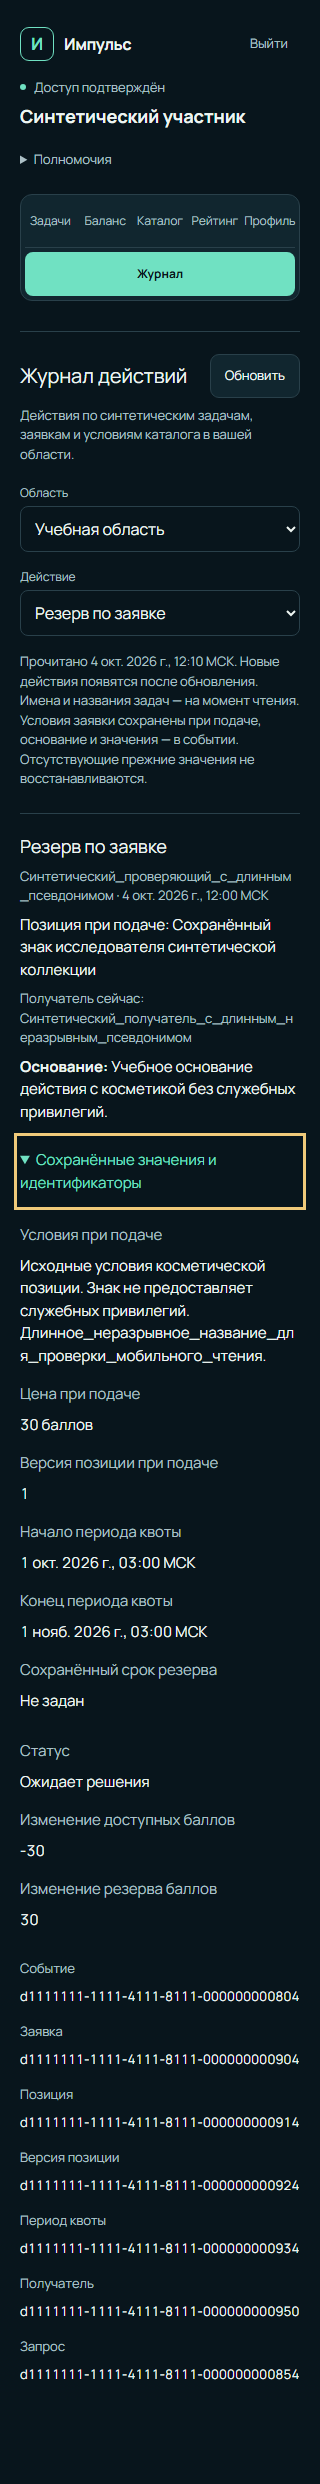 И Импульс Выйти
Доступ подтверждён
Синтетический участник
Полномочия
Задачи Баланс Каталог Рейтинг Профиль
Журнал
Журнал действий Обновить
Действия по синтетическим задачам,
заявкам и условиям каталога в вашей
области.
Область
Учебная область
Действие
Резерв по заявке
Прочитано 4 окт. 2026 г., 12:10 МСК. Новые
действия появятся после обновления.
Имена и названия задач — на момент чтения.
Условия заявки сохранены при подаче,
основание и значения — в событии.
Отсутствующие прежние значения не
восстанавливаются.
Резерв по заявке
Синтетический_проверяющий_с_длинным
_псевдонимом · 4 окт. 2026 г., 12:00 МСК
Позиция при подаче: Сохранённый
знак исследователя синтетической
коллекции
Получатель сейчас:
Синтетический_получатель_с_длинным_н
еразрывным_псевдонимом
Основание: Учебное основание
действия с косметикой без служебных
привилегий.
Сохранённые значения и
идентификаторы
Условия при подаче
Исходные условия косметической
позиции. Знак не предоставляет
служебных привилегий.
Длинное_неразрывное_название_дл
я_проверки_мобильного_чтения.
Цена при подаче
30 баллов
Версия позиции при подаче
1
Начало периода квоты
1 окт. 2026 г., 03:00 МСК
Конец периода квоты
1 нояб. 2026 г., 03:00 МСК
Сохранённый срок резерва
Не задан
Статус
Ожидает решения
Изменение доступных баллов
-30
Изменение резерва баллов
30
Событие
d1111111-1111-4111-8111-000000000804
Заявка
d1111111-1111-4111-8111-000000000904
Позиция
d1111111-1111-4111-8111-000000000914
Версия позиции
d1111111-1111-4111-8111-000000000924
Период квоты
d1111111-1111-4111-8111-000000000934
Получатель
d1111111-1111-4111-8111-000000000950
Запрос
d1111111-1111-4111-8111-000000000854